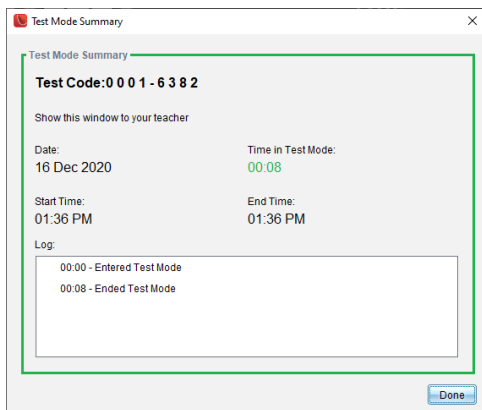 Test Mode Summary
Test Mode Summary
Test Code:0 0 0 1 - 6 3 8 2
Show this window to your teacher
Date:
16 Dec 2020
Time in Test Mode:
00:08
Start Time:
01:36 PM
End Time:
01:36 PM
Log:
00:00 - Entered Test Mode
00:08 - Ended Test Mode
Done